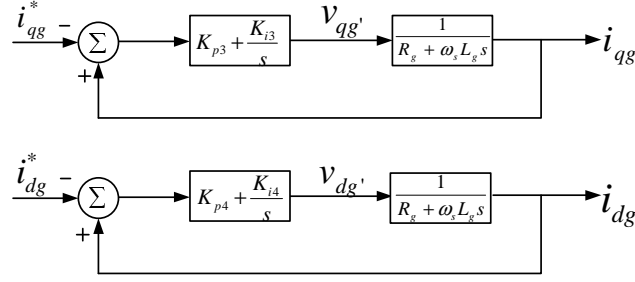 i*qg − Σ + Kp3 + Ki3/s vqg' 1/(Rg + ωsLgs) iqg
i*dg − Σ + Kp4 + Ki4/s vdg' 1/(Rg + ωsLgs) idg